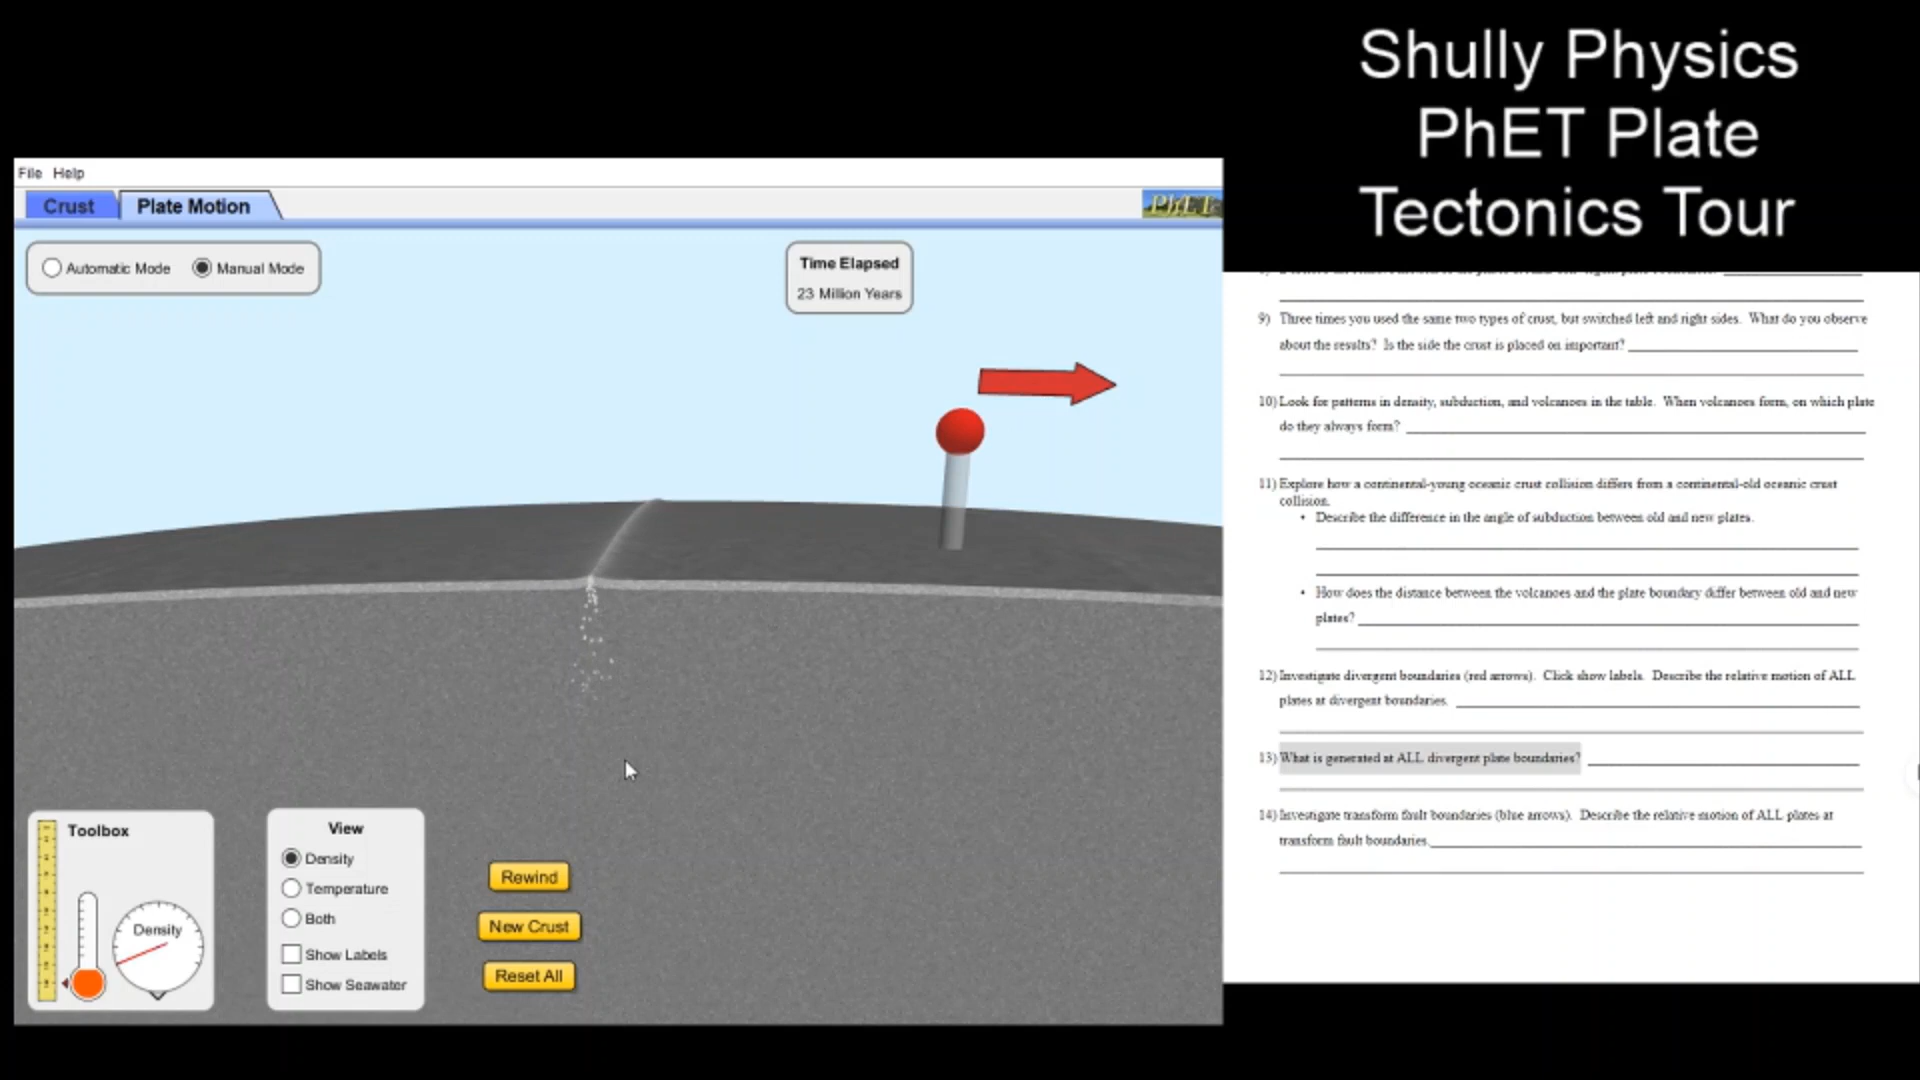 Shully Physics
PhET Plate
Tectonics Tour
File Help
Crust
Plate Motion
PhET
Automatic Mode
Manual Mode
Time Elapsed
23 Million Years
Toolbox
Density
View
Density
Temperature
Both
Show Labels
Show Seawater
Rewind
New Crust
Reset All
9) Three times you used the same two types of crust, but switched left and right sides. What do you observe
about the results? Is the side the crust is placed on important?
10) Look for patterns in density, subduction, and volcanoes in the table. When volcanoes form, on which plate
do they always form?
11) Explore how a continental-young oceanic crust collision differs from a continental-old oceanic crust
collision.
• Describe the difference in the angle of subduction between old and new plates.
• How does the distance between the volcanoes and the plate boundary differ between old and new
plates?
12) Investigate divergent boundaries (red arrows). Click show labels. Describe the relative motion of ALL
plates at divergent boundaries.
13) What is generated at ALL divergent plate boundaries?
14) Investigate transform fault boundaries (blue arrows). Describe the relative motion of ALL plates at
transform fault boundaries.